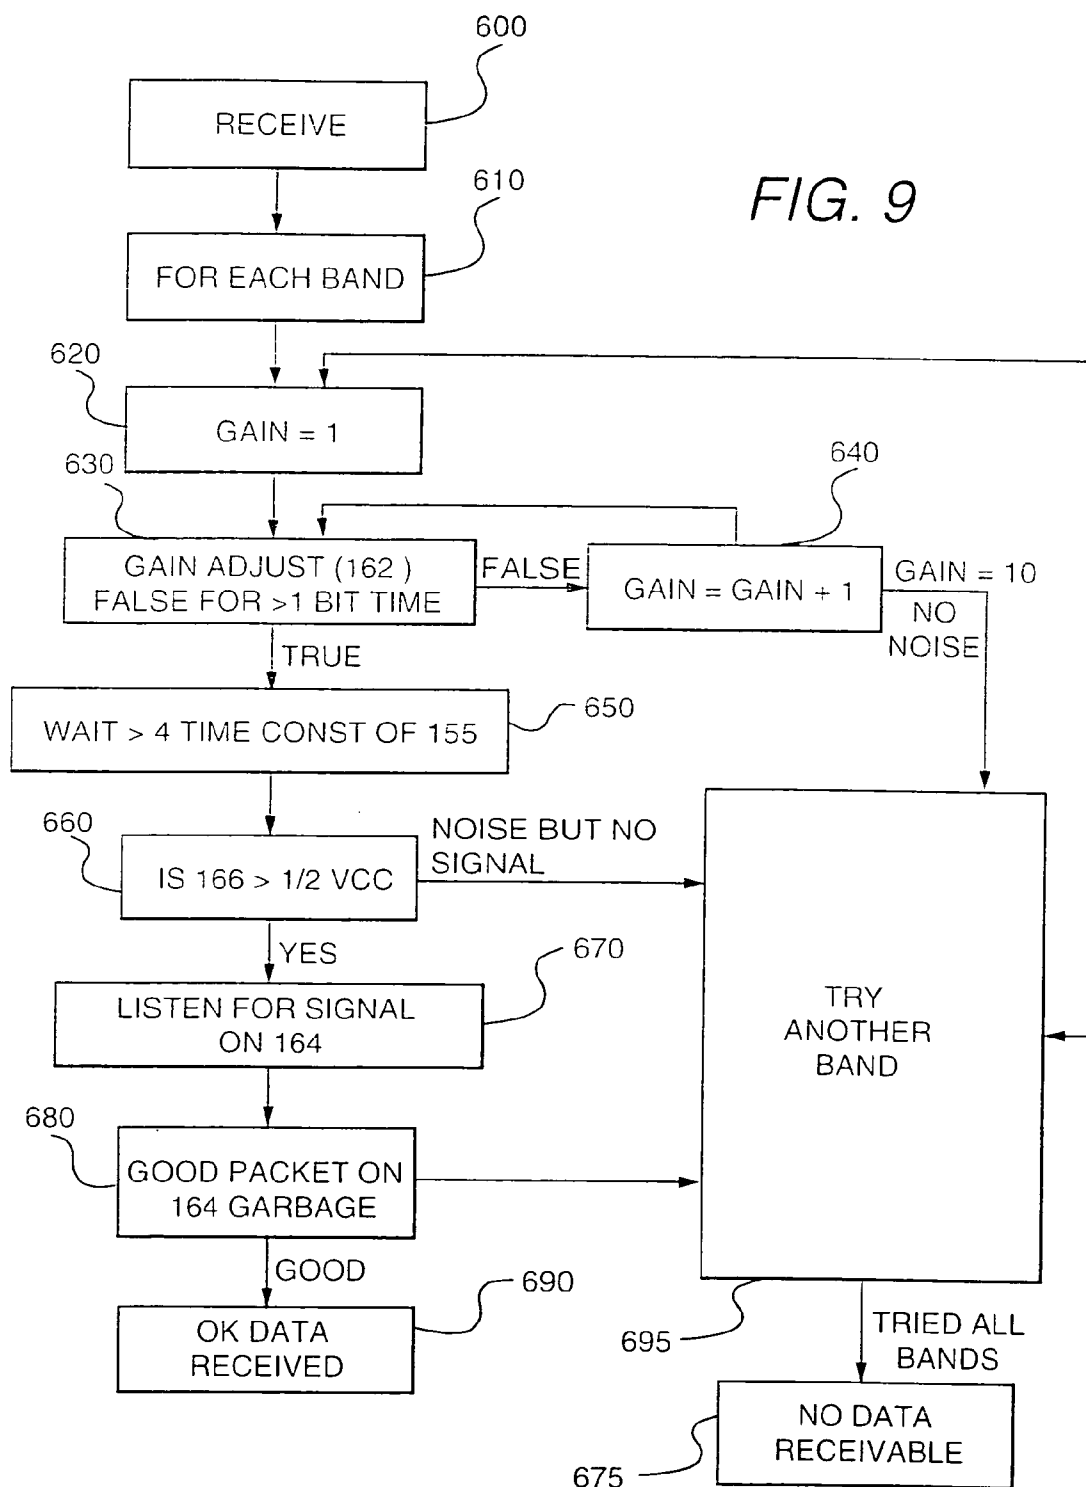 600
RECEIVE
610
FIG. 9
FOR EACH BAND
620
GAIN = 1
630
640
GAIN ADJUST (162 )
FALSE FOR >1 BIT TIME
FALSE
GAIN = GAIN + 1
GAIN = 10
NO
NOISE
TRUE
650
WAIT > 4 TIME CONST OF 155
660
IS 166 > 1/2 VCC
NOISE BUT NO
SIGNAL
YES
670
LISTEN FOR SIGNAL
ON 164
TRY
ANOTHER
BAND
680
GOOD PACKET ON
164 GARBAGE
GOOD
690
OK DATA
RECEIVED
695
TRIED ALL
BANDS
NO DATA
RECEIVABLE
675